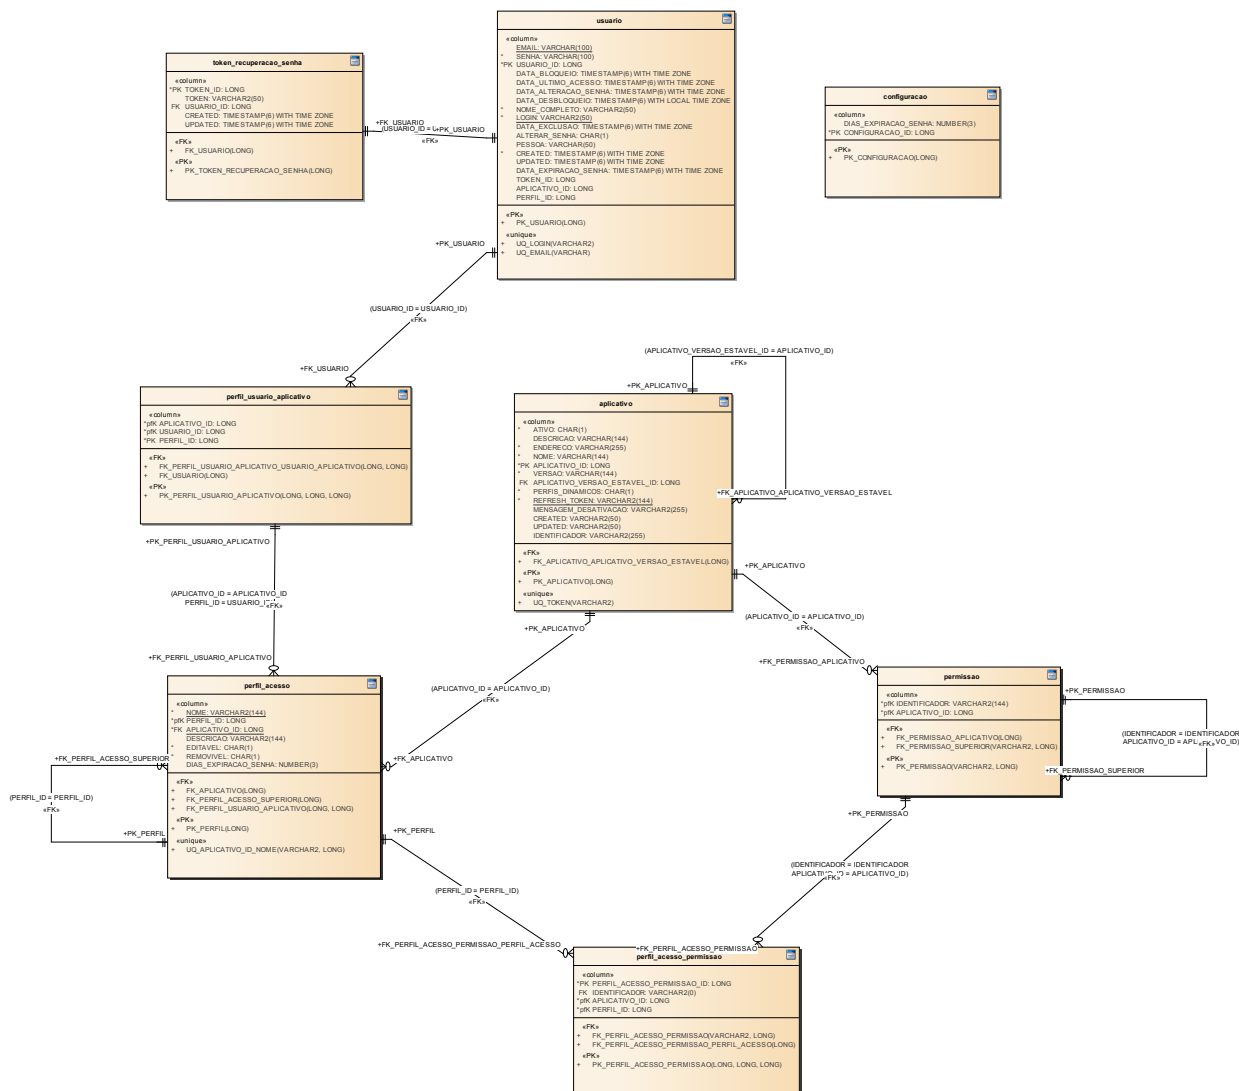 usuario
«column»
EMAIL: VARCHAR(100)
* SENHA: VARCHAR(100)
*PK USUARIO_ID: LONG
DATA_BLOQUEIO: TIMESTAMP(6) WITH TIME ZONE
DATA_ULTIMO_ACESSO: TIMESTAMP(6) WITH TIME ZONE
DATA_ALTERACAO_SENHA: TIMESTAMP(6) WITH TIME ZONE
DATA_DESBLOQUEIO: TIMESTAMP(6) WITH LOCAL TIME ZONE
* NOME_COMPLETO: VARCHAR2(50)
* LOGIN: VARCHAR2(50)
DATA_EXCLUSAO: TIMESTAMP(6) WITH TIME ZONE
ALTERAR_SENHA: CHAR(1)
PESSOA: VARCHAR(50)
* CREATED: TIMESTAMP(6) WITH TIME ZONE
UPDATED: TIMESTAMP(6) WITH TIME ZONE
DATA_EXPIRACAO_SENHA: TIMESTAMP(6) WITH TIME ZONE
TOKEN_ID: LONG
APLICATIVO_ID: LONG
PERFIL_ID: LONG
«PK»
+ PK_USUARIO(LONG)
«unique»
+ UQ_LOGIN(VARCHAR2)
+ UQ_EMAIL(VARCHAR)
token_recuperacao_senha
«column»
*PK TOKEN_ID: LONG
TOKEN: VARCHAR2(50)
FK USUARIO_ID: LONG
CREATED: TIMESTAMP(6) WITH TIME ZONE
UPDATED: TIMESTAMP(6) WITH TIME ZONE
«FK»
+ FK_USUARIO(LONG)
«PK»
+ PK_TOKEN_RECUPERACAO_SENHA(LONG)
+FK_USUARIO
(USUARIO_ID =
+PK_USUARIO
«FK»
configuracao
«column»
DIAS_EXPIRACAO_SENHA: NUMBER(3)
*PK CONFIGURACAO_ID: LONG
«PK»
+ PK_CONFIGURACAO(LONG)
+PK_USUARIO
(USUARIO_ID = USUARIO_ID)
«FK»
+FK_USUARIO
perfil_usuario_aplicativo
«column»
*pfK APLICATIVO_ID: LONG
*pfK USUARIO_ID: LONG
*PK PERFIL_ID: LONG
«FK»
+ FK_PERFIL_USUARIO_APLICATIVO_USUARIO_APLICATIVO(LONG, LONG)
+ FK_USUARIO(LONG)
«PK»
+ PK_PERFIL_USUARIO_APLICATIVO(LONG, LONG, LONG)
(APLICATIVO_VERSAO_ESTAVEL_ID = APLICATIVO_ID)
«FK»
+PK_APLICATIVO
+FK_APLICATIVO_APLICATIVO_VERSAO_ESTAVEL
aplicativo
«column»
* ATIVO: CHAR(1)
DESCRICAO: VARCHAR(144)
* ENDERECO: VARCHAR(255)
* NOME: VARCHAR(144)
*PK APLICATIVO_ID: LONG
* VERSAO: VARCHAR(144)
FK APLICATIVO_VERSAO_ESTAVEL_ID: LONG
* PERFIS_DINAMICOS: CHAR(1)
* REFRESH_TOKEN: VARCHAR2(144)
MENSAGEM_DESATIVACAO: VARCHAR2(255)
CREATED: VARCHAR2(50)
UPDATED: VARCHAR2(50)
IDENTIFICADOR: VARCHAR2(255)
«FK»
+ FK_APLICATIVO_APLICATIVO_VERSAO_ESTAVEL(LONG)
«PK»
+ PK_APLICATIVO(LONG)
«unique»
+ UQ_TOKEN(VARCHAR2)
+PK_PERFIL_USUARIO_APLICATIVO
(APLICATIVO_ID = APLICATIVO_ID
PERFIL_ID = USUARIO_I
«FK»
+FK_PERFIL_USUARIO_APLICATIVO
+PK_APLICATIVO
(APLICATIVO_ID = APLICATIVO_ID)
«FK»
+FK_APLICATIVO
+PK_APLICATIVO
(APLICATIVO_ID = APLICATIVO_ID)
«FK»
+FK_PERMISSAO_APLICATIVO
perfil_acesso
«column»
* NOME: VARCHAR2(144)
*pfK PERFIL_ID: LONG
*FK APLICATIVO_ID: LONG
DESCRICAO: VARCHAR2(144)
* EDITAVEL: CHAR(1)
* REMOVIVEL: CHAR(1)
DIAS_EXPIRACAO_SENHA: NUMBER(3)
«FK»
+ FK_APLICATIVO(LONG)
+ FK_PERFIL_ACESSO_SUPERIOR(LONG)
+ FK_PERFIL_USUARIO_APLICATIVO(LONG, LONG)
«PK»
+ PK_PERFIL(LONG)
«unique»
+ UQ_APLICATIVO_ID_NOME(VARCHAR2, LONG)
+FK_PERFIL_ACESSO_SUPERIOR
(PERFIL_ID = PERFIL_ID)
«FK»
+PK_PERFIL
permissao
«column»
*pfK IDENTIFICADOR: VARCHAR2(144)
*pfK APLICATIVO_ID: LONG
«FK»
+ FK_PERMISSAO_APLICATIVO(LONG)
+ FK_PERMISSAO_SUPERIOR(VARCHAR2, LONG)
«PK»
+ PK_PERMISSAO(VARCHAR2, LONG)
+PK_PERMISSAO
(IDENTIFICADOR = IDENTIFICADOR
APLICATIVO_ID = APLI
VO_ID)
«FK»
+FK_PERMISSAO_SUPERIOR
+PK_PERFIL
(PERFIL_ID = PERFIL_ID)
«FK»
+FK_PERFIL_ACESSO_PERMISSAO_PERFIL_ACESSO
+PK_PERMISSAO
(IDENTIFICADOR = IDENTIFICADOR
= APLICATIVO_ID)
«FK»
+FK_PERFIL_ACESSO_PERMISSAO
perfil_acesso_permissao
«column»
*PK PERFIL_ACESSO_PERMISSAO_ID: LONG
FK IDENTIFICADOR: VARCHAR2(0)
*pfK APLICATIVO_ID: LONG
*pfK PERFIL_ID: LONG
«FK»
+ FK_PERFIL_ACESSO_PERMISSAO(VARCHAR2, LONG)
+ FK_PERFIL_ACESSO_PERMISSAO_PERFIL_ACESSO(LONG)
«PK»
+ PK_PERFIL_ACESSO_PERMISSAO(LONG, LONG, LONG)